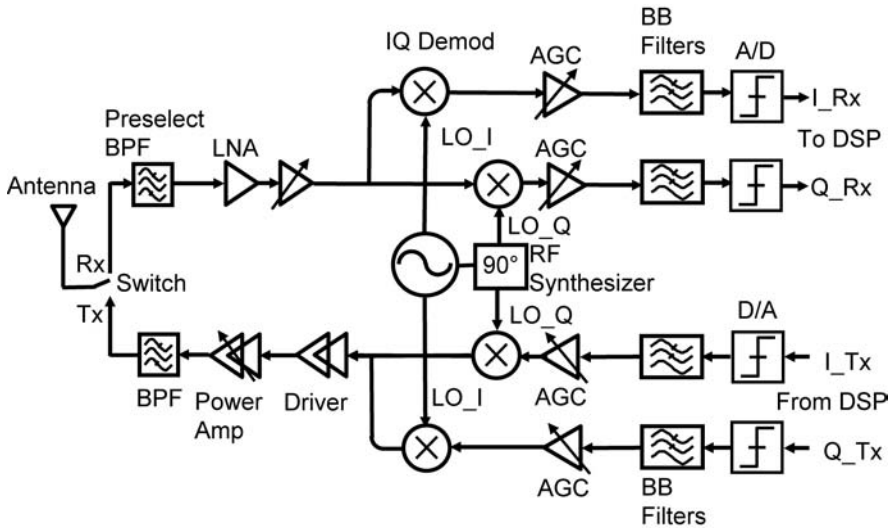 IQ Demod
AGC
BB
Filters
A/D
I_Rx
Preselect
BPF
LNA
LO_I
To DSP
AGC
Q_Rx
Antenna
LO_Q
Rx
Switch
90°
RF
Synthesizer
Tx
LO_Q
D/A
I_Tx
BPF
Power
Amp
Driver
LO_I
AGC
From DSP
Q_Tx
AGC
BB
Filters